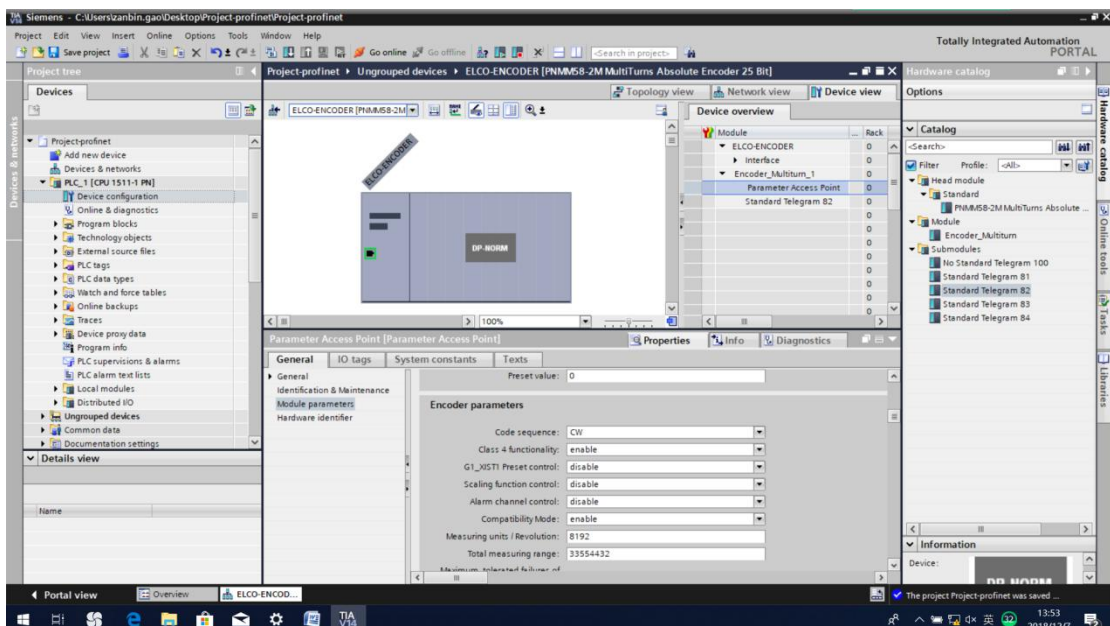 Siemens - C:\Users\zanbin.gao\Desktop\Project-profinet\Project-profinet
Project Edit View Insert Online Options Tools Window Help
Totally Integrated Automation
PORTAL
Save project
Go online
Go offline
<Search in project>
Project tree
Project-profinet
Ungrouped devices
ELCO-ENCODER [PNMM58-2M MultiTurns Absolute Encoder 25 Bit]
Hardware catalog
Devices
Topology view
Network view
Device view
Options
ELCO-ENCODER [PNMM58-2M
Device overview
Devices & networks
Project-profinet
Add new device
Devices & networks
PLC_1 [CPU 1511-1 PN]
Device configuration
Online & diagnostics
Program blocks
Technology objects
External source files
PLC tags
PLC data types
Watch and force tables
Online backups
Traces
Device proxy data
Program info
PLC supervisions & alarms
PLC alarm text lists
Local modules
Distributed I/O
Ungrouped devices
Common data
Documentation settings
Details view
Name
ELCO-ENCODER
DP-NORM
100%
Module ... Rack
ELCO-ENCODER 0
Interface 0
Encoder_Multiturn_1 0
Parameter Access Point 0
Standard Telegram 82 0
0
0
0
0
0
0
0
0
Catalog
<Search>
Filter Profile: <All>
Head module
Standard
PNMM58-2M MultiTurns Absolute ...
Module
Encoder_Multiturn
Submodules
No Standard Telegram 100
Standard Telegram 81
Standard Telegram 82
Standard Telegram 83
Standard Telegram 84
Hardware catalog
Online tools
Tasks
Libraries
Parameter Access Point [Parameter Access Point]
Properties
Info
Diagnostics
General IO tags System constants Texts
General
Identification & Maintenance
Module parameters
Hardware identifier
Preset value: 0
Encoder parameters
Code sequence: CW
Class 4 functionality: enable
G1_XIST1 Preset control: disable
Scaling function control: disable
Alarm channel control: disable
Compatibility Mode: enable
Measuring units / Revolution: 8192
Total measuring range: 33554432
Maximum tolerated failures of
Information
Device:
DP-NORM
Portal view
Overview
ELCO-ENCOD...
The project Project-profinet was saved ...
TIA
V14
英
32
13:53
2018/12/7